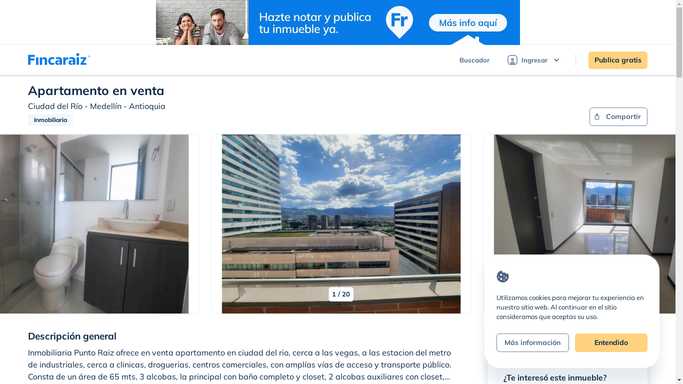 Hazte notar y publica
tu inmueble ya.
Fr
Más info aquí
Fincaraíz
Buscador
Ingresar
Publica gratis
Apartamento en venta
Ciudad del Río - Medellín - Antioquia
Inmobiliaria
Compartir
1 / 20
Utilizamos cookies para mejorar tu experiencia en
nuestro sitio web. Al continuar en el sitio
consideramos que aceptas su uso.
Más información
Entendido
Descripción general
Inmobiliaria Punto Raiz ofrece en venta apartamento en ciudad del rio, cerca a las vegas, a las estacion del metro
de industriales, cerca a clinicas, droguerias, centros comerciales, con amplías vías de acceso y transporte público.
Consta de un área de 65 mts, 3 alcobas, la principal con baño completo y closet, 2 alcobas auxiliares con closet,...
¿Te interesó este inmueble?